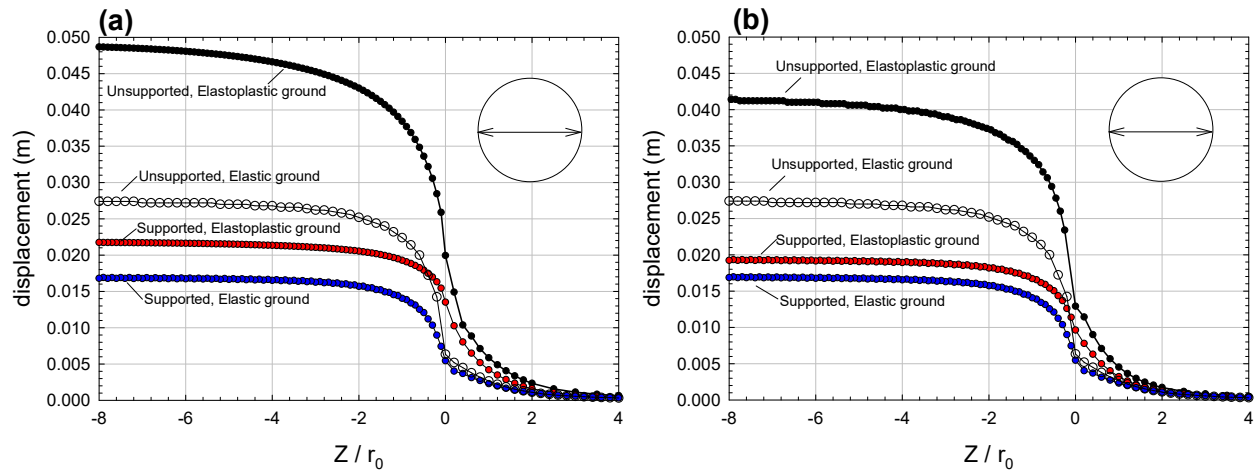 (a)
0.050
0.045
0.040
0.035
0.030
0.025
0.020
0.015
0.010
0.005
0.000
displacement (m)
Unsupported, Elastoplastic ground
Unsupported, Elastic ground
Supported, Elastoplastic ground
Supported, Elastic ground
-8 -6 -4 -2 0 2 4
Z / r0
(b)
0.050
0.045
0.040
0.035
0.030
0.025
0.020
0.015
0.010
0.005
0.000
displacement (m)
Unsupported, Elastoplastic ground
Unsupported, Elastic ground
Supported, Elastoplastic ground
Supported, Elastic ground
-8 -6 -4 -2 0 2 4
Z / r0